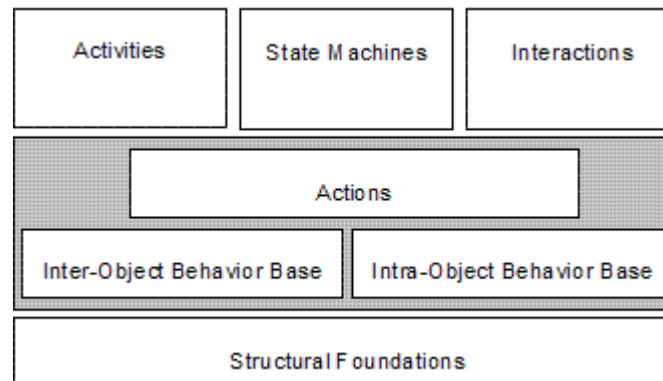 Activities
State Machines
Interactions
Actions
Inter-Object Behavior Base
Intra-Object Behavior Base
Structural Foundations